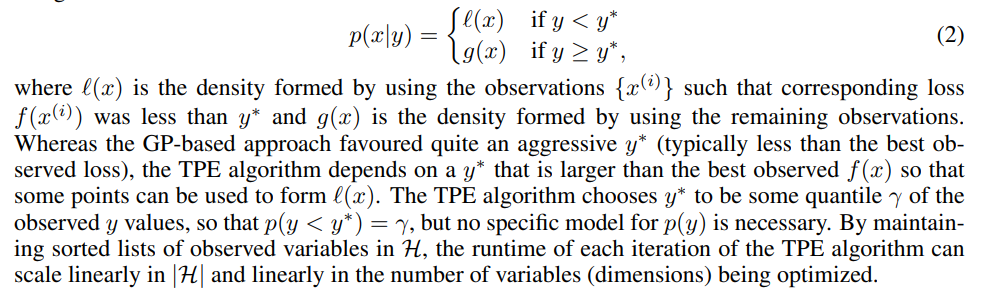 p(x|y) = { ℓ(x) if y < y*
g(x) if y ≥ y*, (2)
where ℓ(x) is the density formed by using the observations {x⁽ⁱ⁾} such that corresponding loss
f(x⁽ⁱ⁾) was less than y* and g(x) is the density formed by using the remaining observations.
Whereas the GP-based approach favoured quite an aggressive y* (typically less than the best ob-
served loss), the TPE algorithm depends on a y* that is larger than the best observed f(x) so that
some points can be used to form ℓ(x). The TPE algorithm chooses y* to be some quantile γ of the
observed y values, so that p(y < y*) = γ, but no specific model for p(y) is necessary. By maintain-
ing sorted lists of observed variables in ℋ, the runtime of each iteration of the TPE algorithm can
scale linearly in |ℋ| and linearly in the number of variables (dimensions) being optimized.